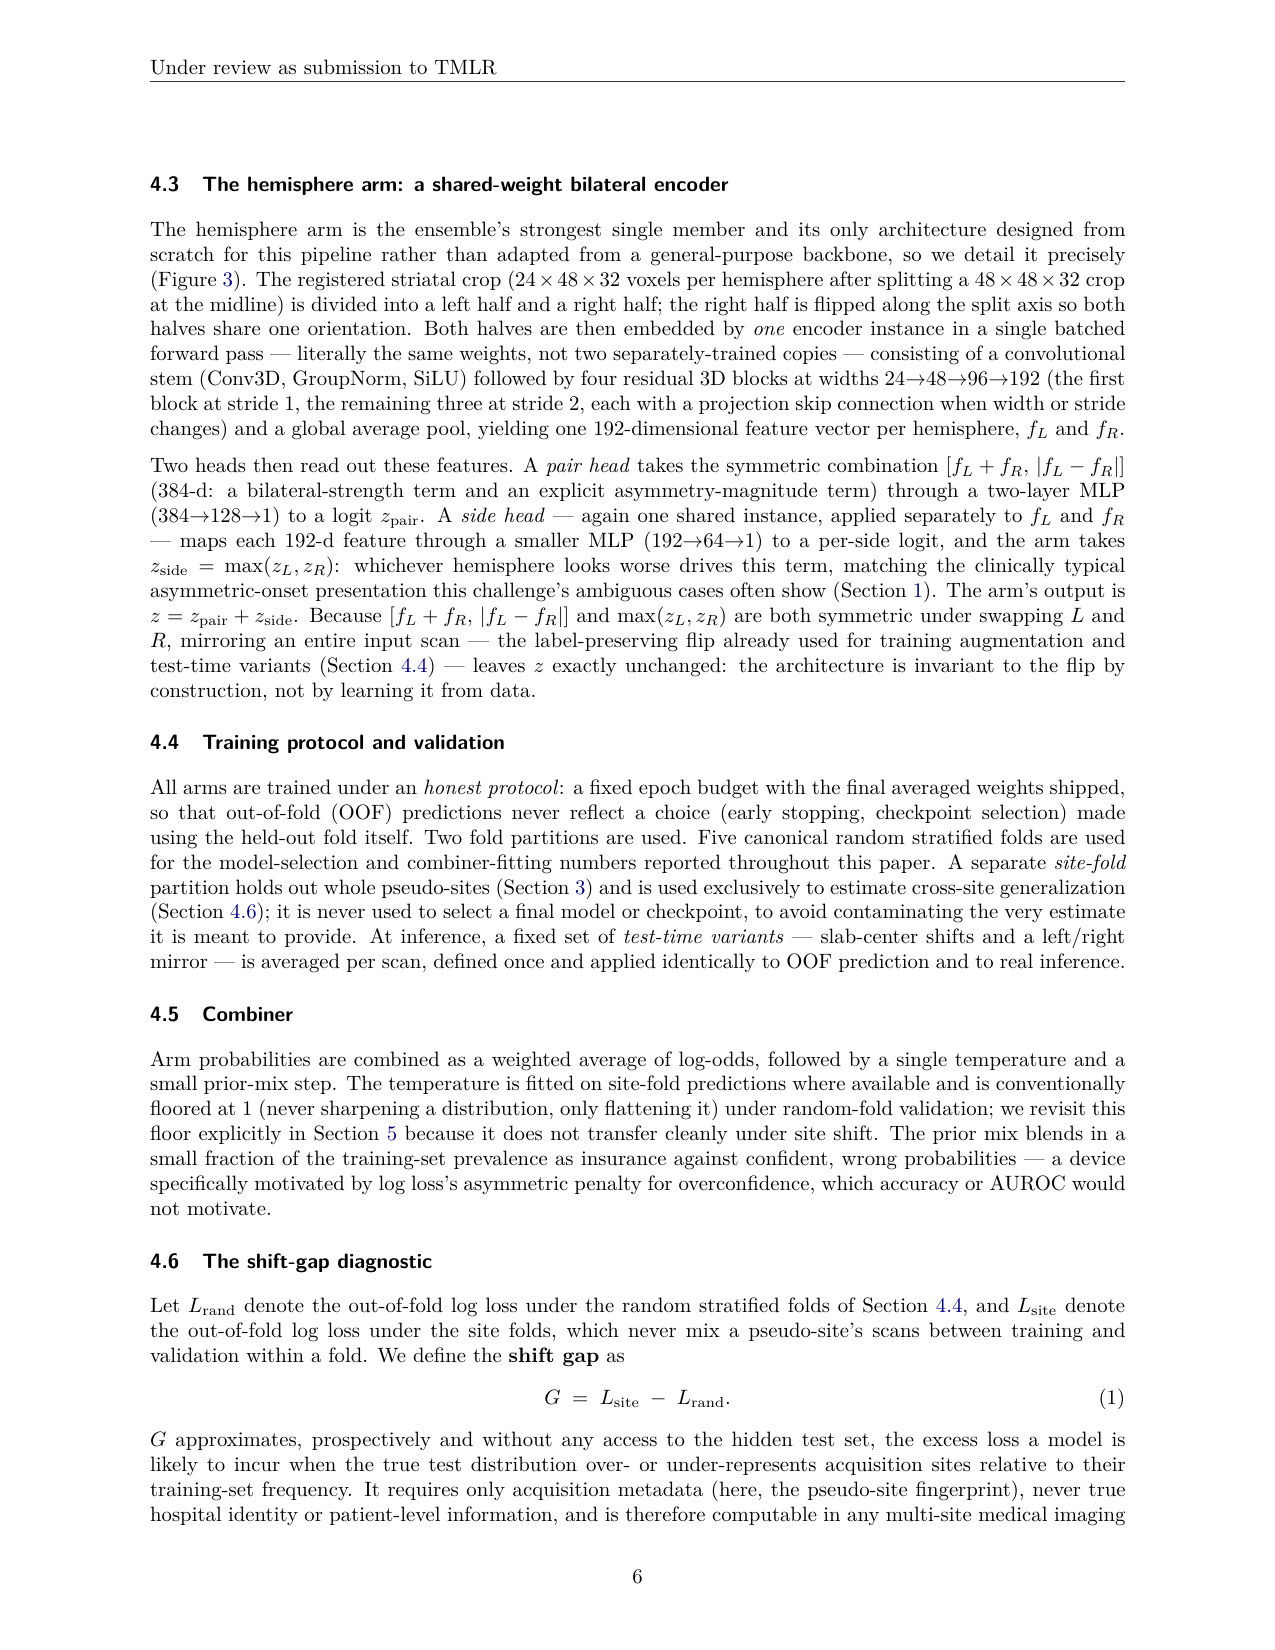 Under review as submission to TMLR
4.3 The hemisphere arm: a shared-weight bilateral encoder
The hemisphere arm is the ensemble's strongest single member and its only architecture designed from
scratch for this pipeline rather than adapted from a general-purpose backbone, so we detail it precisely
(Figure 3). The registered striatal crop (24 × 48 × 32 voxels per hemisphere after splitting a 48 × 48 × 32 crop
at the midline) is divided into a left half and a right half; the right half is flipped along the split axis so both
halves share one orientation. Both halves are then embedded by one encoder instance in a single batched
forward pass — literally the same weights, not two separately-trained copies — consisting of a convolutional
stem (Conv3D, GroupNorm, SiLU) followed by four residual 3D blocks at widths 24→48→96→192 (the first
block at stride 1, the remaining three at stride 2, each with a projection skip connection when width or stride
changes) and a global average pool, yielding one 192-dimensional feature vector per hemisphere, f_L and f_R.
Two heads then read out these features. A pair head takes the symmetric combination [f_L + f_R, |f_L − f_R|]
(384-d: a bilateral-strength term and an explicit asymmetry-magnitude term) through a two-layer MLP
(384→128→1) to a logit z_pair. A side head — again one shared instance, applied separately to f_L and f_R
— maps each 192-d feature through a smaller MLP (192→64→1) to a per-side logit, and the arm takes
z_side = max(z_L, z_R): whichever hemisphere looks worse drives this term, matching the clinically typical
asymmetric-onset presentation this challenge's ambiguous cases often show (Section 1). The arm's output is
z = z_pair + z_side. Because [f_L + f_R, |f_L − f_R|] and max(z_L, z_R) are both symmetric under swapping L and
R, mirroring an entire input scan — the label-preserving flip already used for training augmentation and
test-time variants (Section 4.4) — leaves z exactly unchanged: the architecture is invariant to the flip by
construction, not by learning it from data.
4.4 Training protocol and validation
All arms are trained under an honest protocol: a fixed epoch budget with the final averaged weights shipped,
so that out-of-fold (OOF) predictions never reflect a choice (early stopping, checkpoint selection) made
using the held-out fold itself. Two fold partitions are used. Five canonical random stratified folds are used
for the model-selection and combiner-fitting numbers reported throughout this paper. A separate site-fold
partition holds out whole pseudo-sites (Section 3) and is used exclusively to estimate cross-site generalization
(Section 4.6); it is never used to select a final model or checkpoint, to avoid contaminating the very estimate
it is meant to provide. At inference, a fixed set of test-time variants — slab-center shifts and a left/right
mirror — is averaged per scan, defined once and applied identically to OOF prediction and to real inference.
4.5 Combiner
Arm probabilities are combined as a weighted average of log-odds, followed by a single temperature and a
small prior-mix step. The temperature is fitted on site-fold predictions where available and is conventionally
floored at 1 (never sharpening a distribution, only flattening it) under random-fold validation; we revisit this
floor explicitly in Section 5 because it does not transfer cleanly under site shift. The prior mix blends in a
small fraction of the training-set prevalence as insurance against confident, wrong probabilities — a device
specifically motivated by log loss's asymmetric penalty for overconfidence, which accuracy or AUROC would
not motivate.
4.6 The shift-gap diagnostic
Let L_rand denote the out-of-fold log loss under the random stratified folds of Section 4.4, and L_site denote
the out-of-fold log loss under the site folds, which never mix a pseudo-site's scans between training and
validation within a fold. We define the shift gap as
G = L_site − L_rand. (1)
G approximates, prospectively and without any access to the hidden test set, the excess loss a model is
likely to incur when the true test distribution over- or under-represents acquisition sites relative to their
training-set frequency. It requires only acquisition metadata (here, the pseudo-site fingerprint), never true
hospital identity or patient-level information, and is therefore computable in any multi-site medical imaging
6